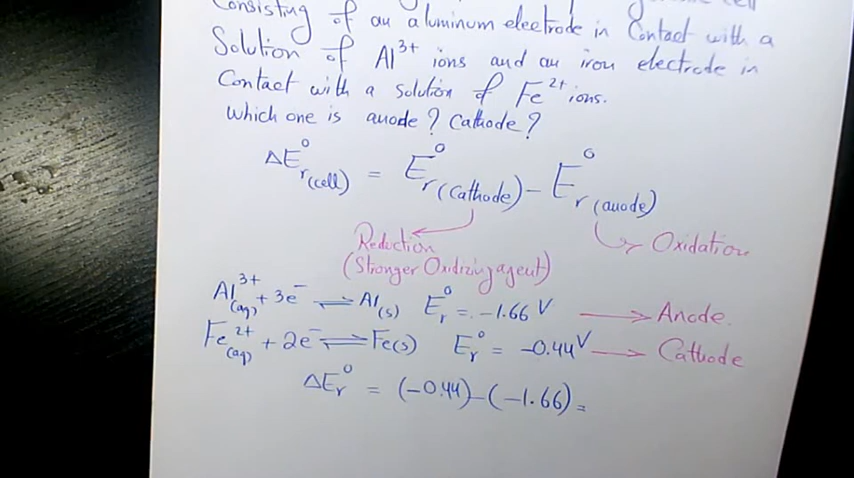 Consisting of an aluminum electrode in Contact with a
Solution of Al³⁺ ions and an iron electrode in
Contact with a solution of Fe²⁺ ions.
Which one is anode? Cathode?
ΔE°r(cell) = E°r(Cathode) - E°r(anode)
Reduction
(Stronger Oxidizing agent)
Oxidation
Al³⁺(aq) + 3e⁻ ⇌ Al(s) E°r = -1.66 V → Anode.
Fe²⁺(aq) + 2e⁻ ⇌ Fe(s) E°r = -0.44 V → Cathode
ΔE°r = (-0.44) - (-1.66) =